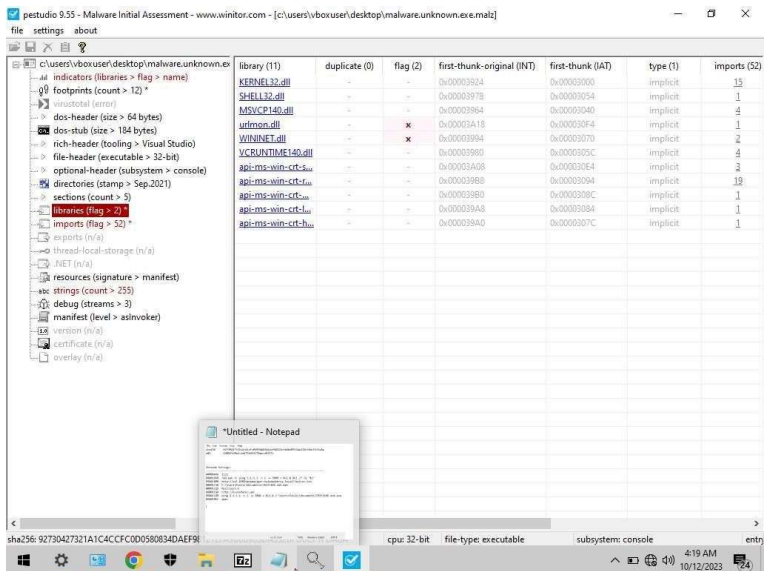 pestudio 9.55 - Malware Initial Assessment - www.winitor.com - [c:\users\vboxuser\desktop\malware.unknown.exe.malz]
file settings about
c:\users\vboxuser\desktop\malware.unknown.ex
indicators (libraries > flag > name)
footprints (count > 12) *
virustotal (error)
dos-header (size > 64 bytes)
dos-stub (size > 184 bytes)
rich-header (tooling > Visual Studio)
file-header (executable > 32-bit)
optional-header (subsystem > console)
directories (stamp > Sep.2021)
sections (count > 5)
libraries (flag > 2) *
imports (flag > 52) *
exports (n/a)
thread-local-storage (n/a)
.NET (n/a)
resources (signature > manifest)
abc strings (count > 255)
debug (streams > 3)
manifest (level > asInvoker)
1.0 version (n/a)
certificate (n/a)
overlay (n/a)
library (11) duplicate (0) flag (2) first-thunk-original (INT) first-thunk (IAT) type (1) imports (52)
KERNEL32.dll - - 0x00003924 0x00003000 implicit 15
SHELL32.dll - - 0x00003978 0x00003054 implicit 1
MSVCP140.dll - - 0x00003964 0x00003040 implicit 4
urlmon.dll - x 0x00003A18 0x000030F4 implicit 1
WININET.dll - x 0x00003994 0x00003070 implicit 2
VCRUNTIME140.dll - - 0x00003980 0x0000305C implicit 4
api-ms-win-crt-s... - - 0x00003A08 0x000030E4 implicit 3
api-ms-win-crt-r... - - 0x000039B8 0x00003094 implicit 19
api-ms-win-crt-... - - 0x000039B0 0x0000308C implicit 1
api-ms-win-crt-l... - - 0x000039A8 0x00003084 implicit 1
api-ms-win-crt-h... - - 0x000039A0 0x0000307C implicit 1
*Untitled - Notepad
sha256: 92730427321A1C4CCFC0D0580834DAEF98 cpu: 32-bit file-type: executable subsystem: console entry
4:19 AM
10/12/2023
24